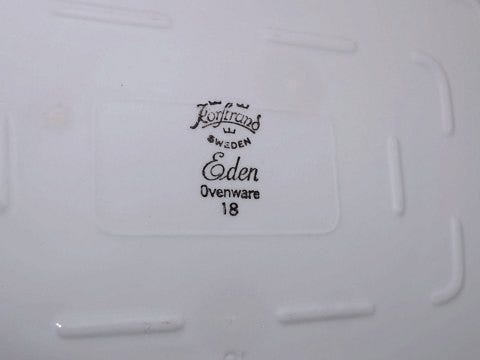 Rörstrand
SWEDEN
Eden
Ovenware
18